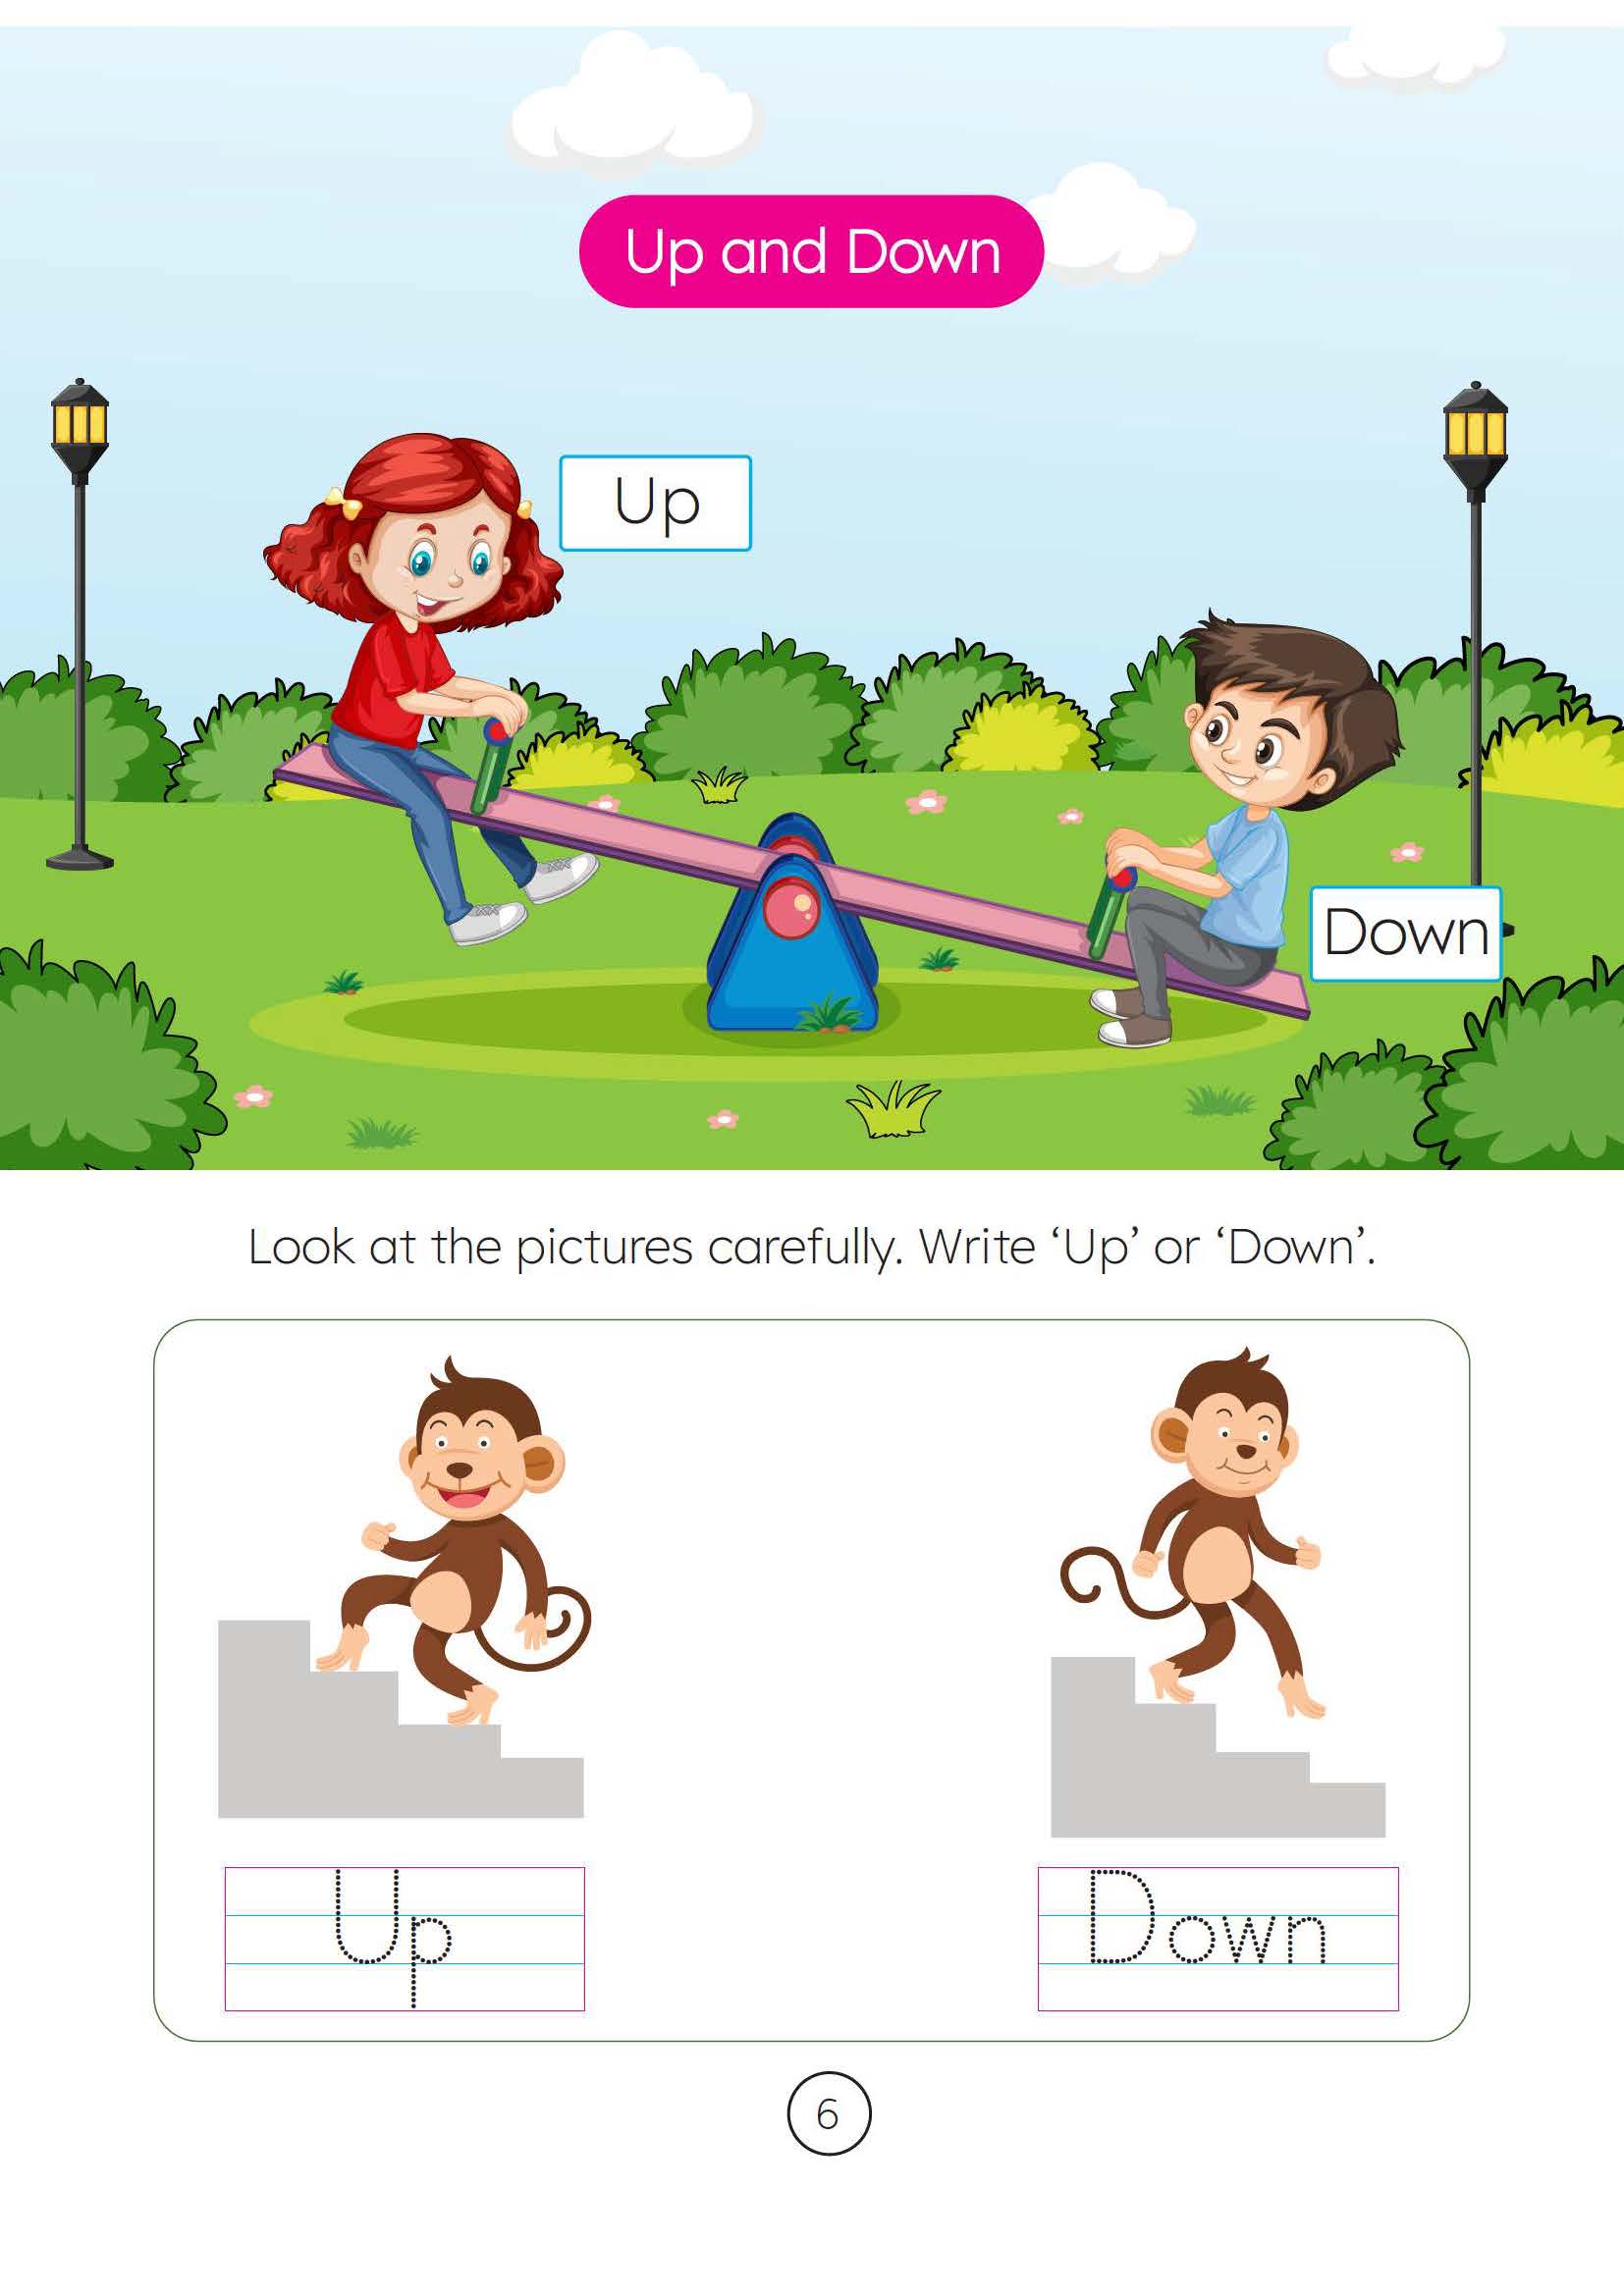 Up and Down
Up
Down
Look at the pictures carefully. Write ‘Up’ or ‘Down’.
Up
Down
6